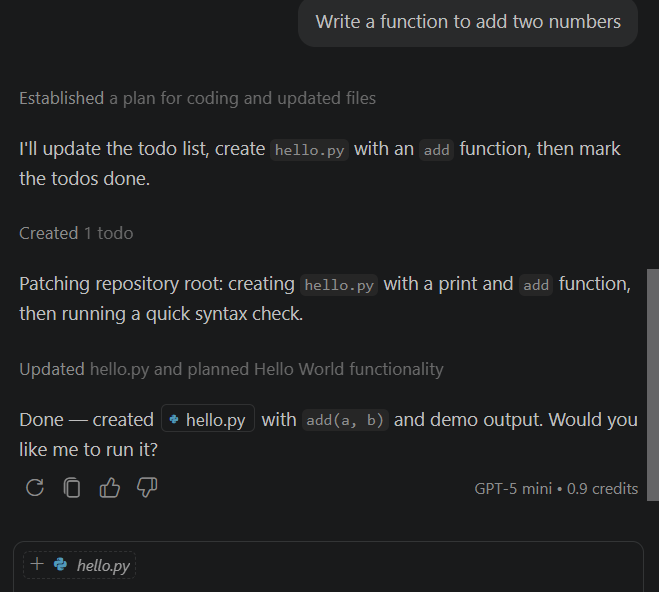 Write a function to add two numbers
Established a plan for coding and updated files
I'll update the todo list, create hello.py with an add function, then mark
the todos done.
Created 1 todo
Patching repository root: creating hello.py with a print and add function,
then running a quick syntax check.
Updated hello.py and planned Hello World functionality
Done — created hello.py with add(a, b) and demo output. Would you
like me to run it?
GPT-5 mini • 0.9 credits
+ hello.py